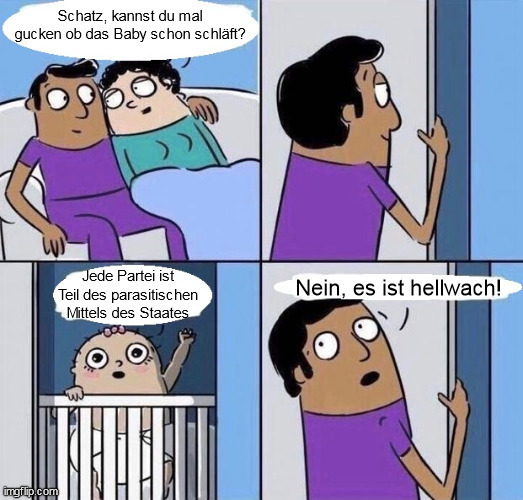 Schatz, kannst du mal
gucken ob das Baby schon schläft?
Jede Partei ist
Teil des parasitischen
Mittels des Staates
Nein, es ist hellwach!
imgflip.com